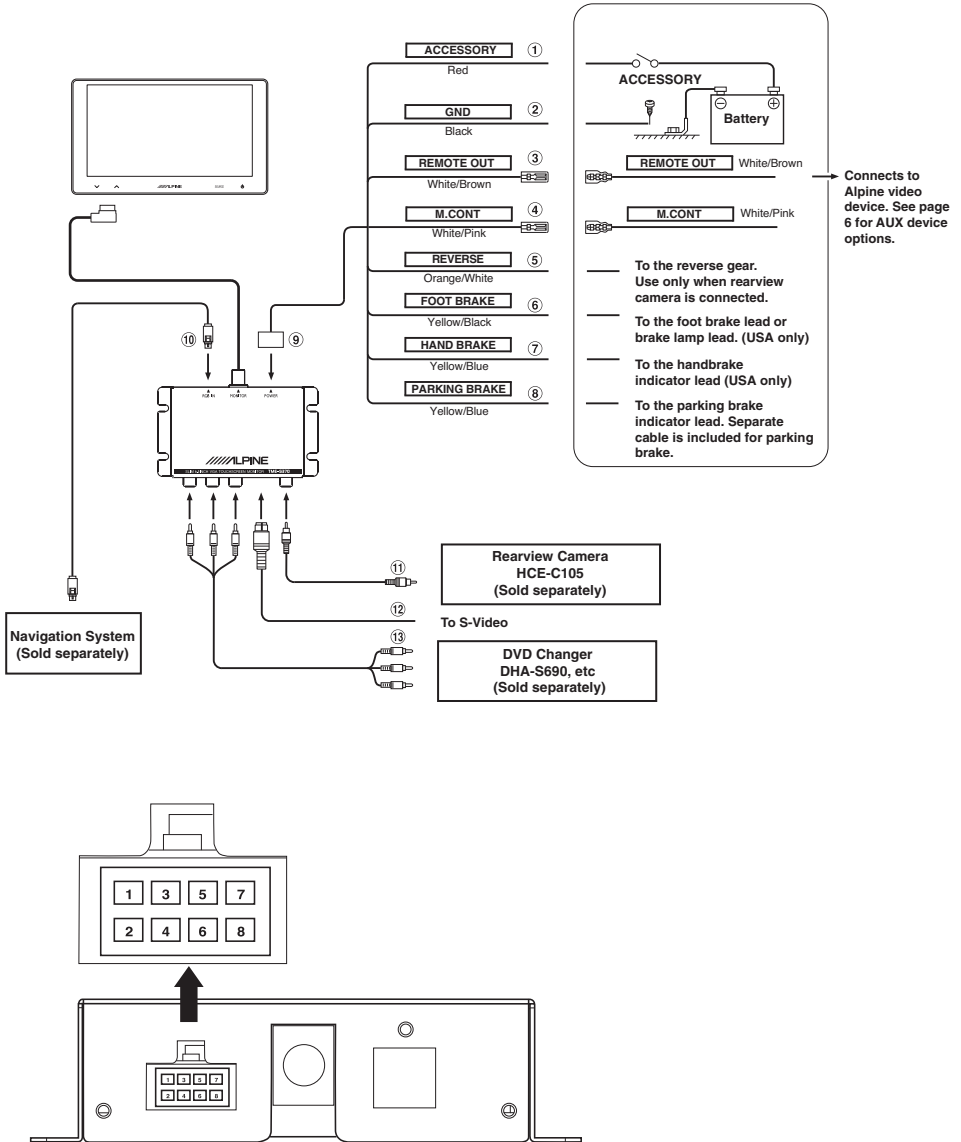 ACCESSORY ①
Red
GND ②
Black
REMOTE OUT ③
White/Brown
M.CONT ④
White/Pink
REVERSE ⑤
Orange/White
FOOT BRAKE ⑥
Yellow/Black
HAND BRAKE ⑦
Yellow/Blue
PARKING BRAKE ⑧
Yellow/Blue
ACCESSORY
Battery
REMOTE OUT White/Brown
M.CONT White/Pink
Connects to
Alpine video
device. See page
6 for AUX device
options.
To the reverse gear.
Use only when rearview
camera is connected.
To the foot brake lead or
brake lamp lead. (USA only)
To the handbrake
indicator lead (USA only)
To the parking brake
indicator lead. Separate
cable is included for parking
brake.
ALPINE
⑩ ⑨
RGB IN MONITOR POWER
ALPINE
TOUCHSCREEN MONITOR
⑪
Rearview Camera
HCE-C105
(Sold separately)
⑫
To S-Video
⑬
DVD Changer
DHA-S690, etc
(Sold separately)
Navigation System
(Sold separately)
1 3 5 7
2 4 6 8
1 3 5 7
2 4 6 8